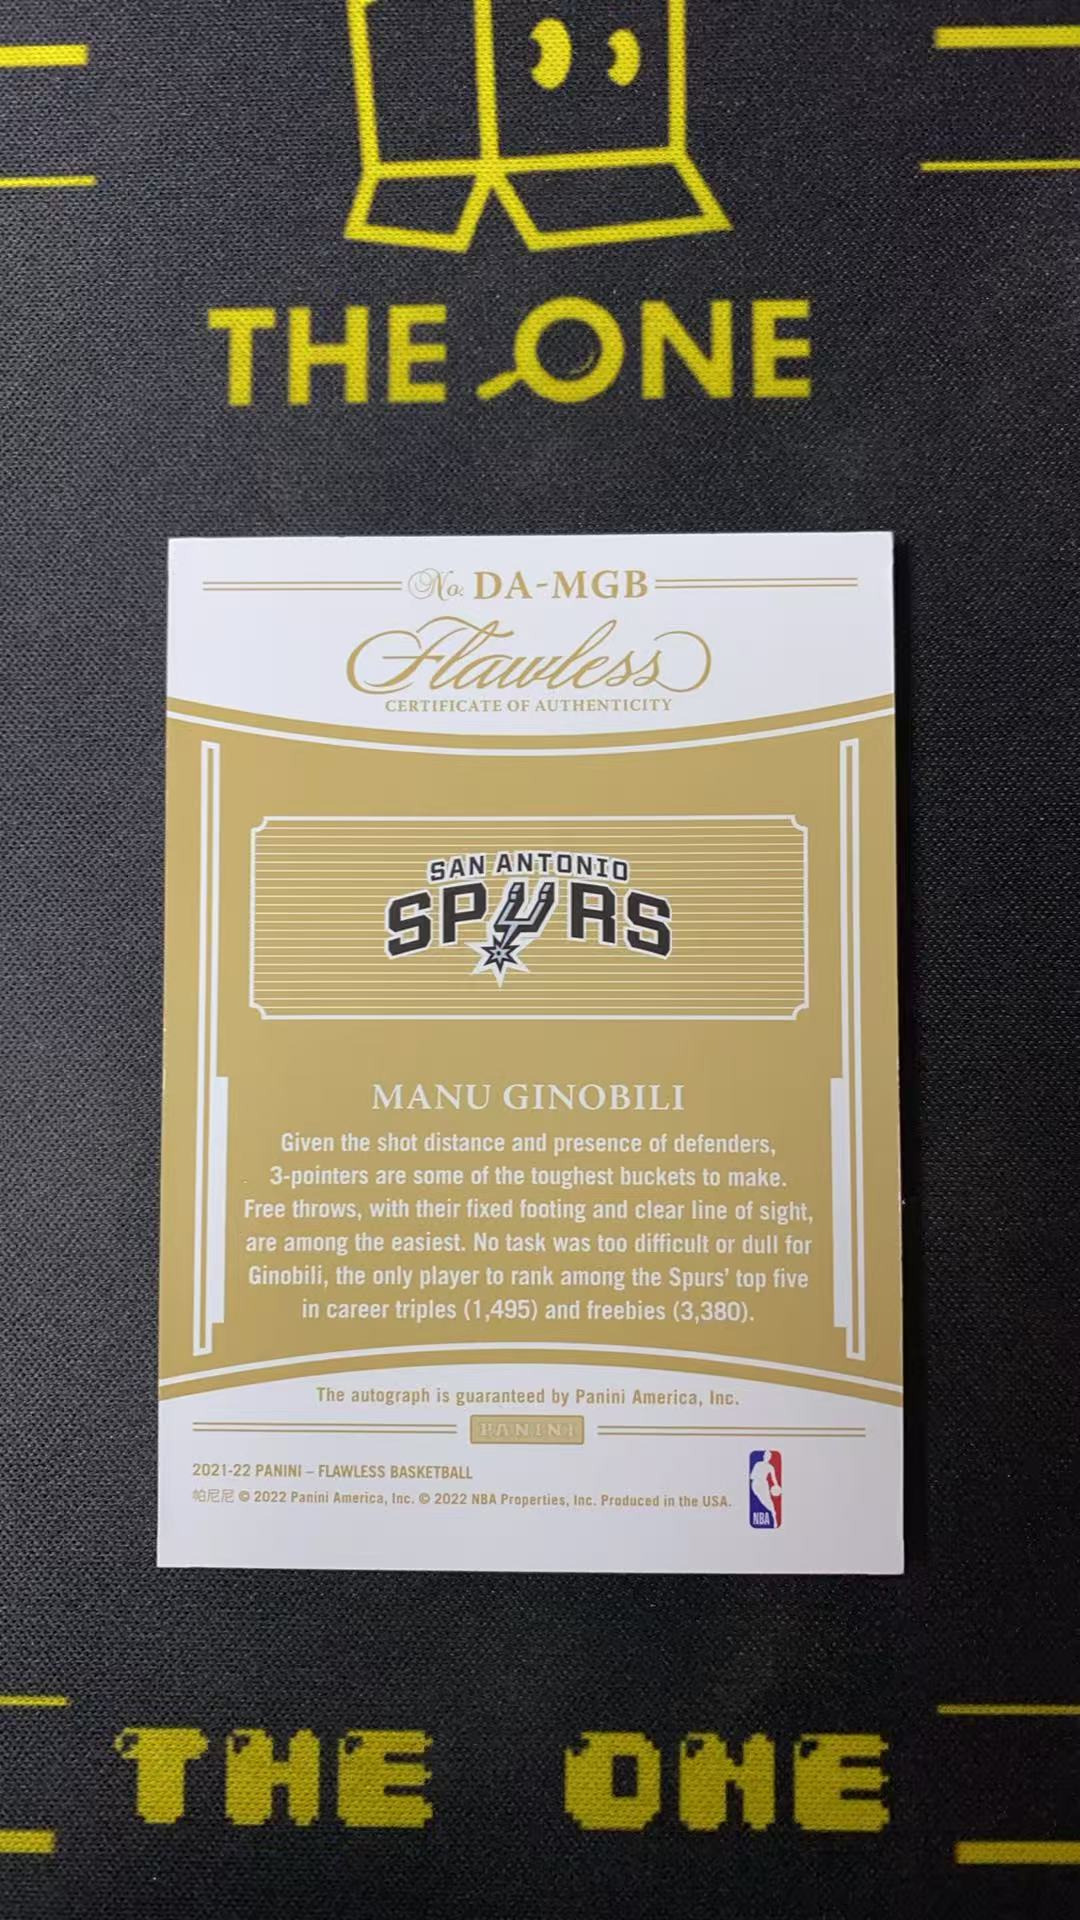 THE ONE
No. DA-MGB
Flawless
CERTIFICATE OF AUTHENTICITY
SAN ANTONIO
SPURS
MANU GINOBILI
Given the shot distance and presence of defenders,
3-pointers are some of the toughest buckets to make.
Free throws, with their fixed footing and clear line of sight,
are among the easiest. No task was too difficult or dull for
Ginobili, the only player to rank among the Spurs' top five
in career triples (1,495) and freebies (3,380).
The autograph is guaranteed by Panini America, Inc.
PANINI
2021-22 PANINI – FLAWLESS BASKETBALL
帕尼尼 © 2022 Panini America, Inc. © 2022 NBA Properties, Inc. Produced in the USA.
NBA
THE ONE